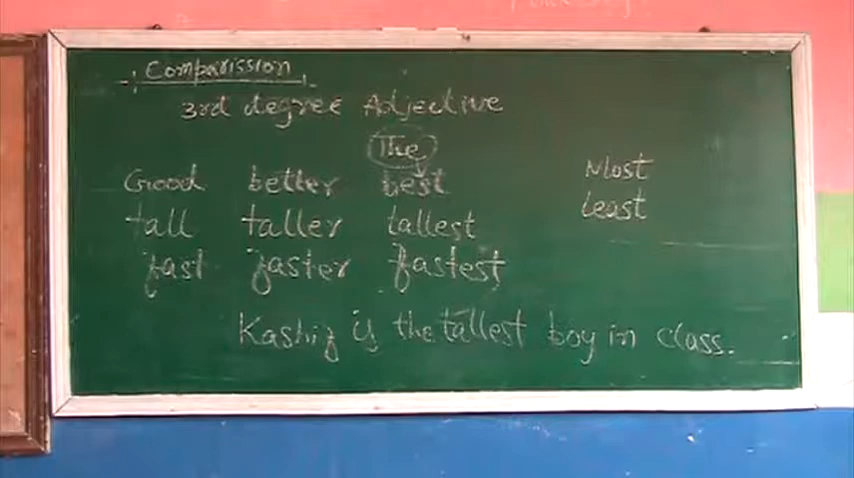 Comparission
3rd degree Adjective
The
Good better best
tall taller tallest
fast faster fastest
Most
least
Kashif is the tallest boy in class.